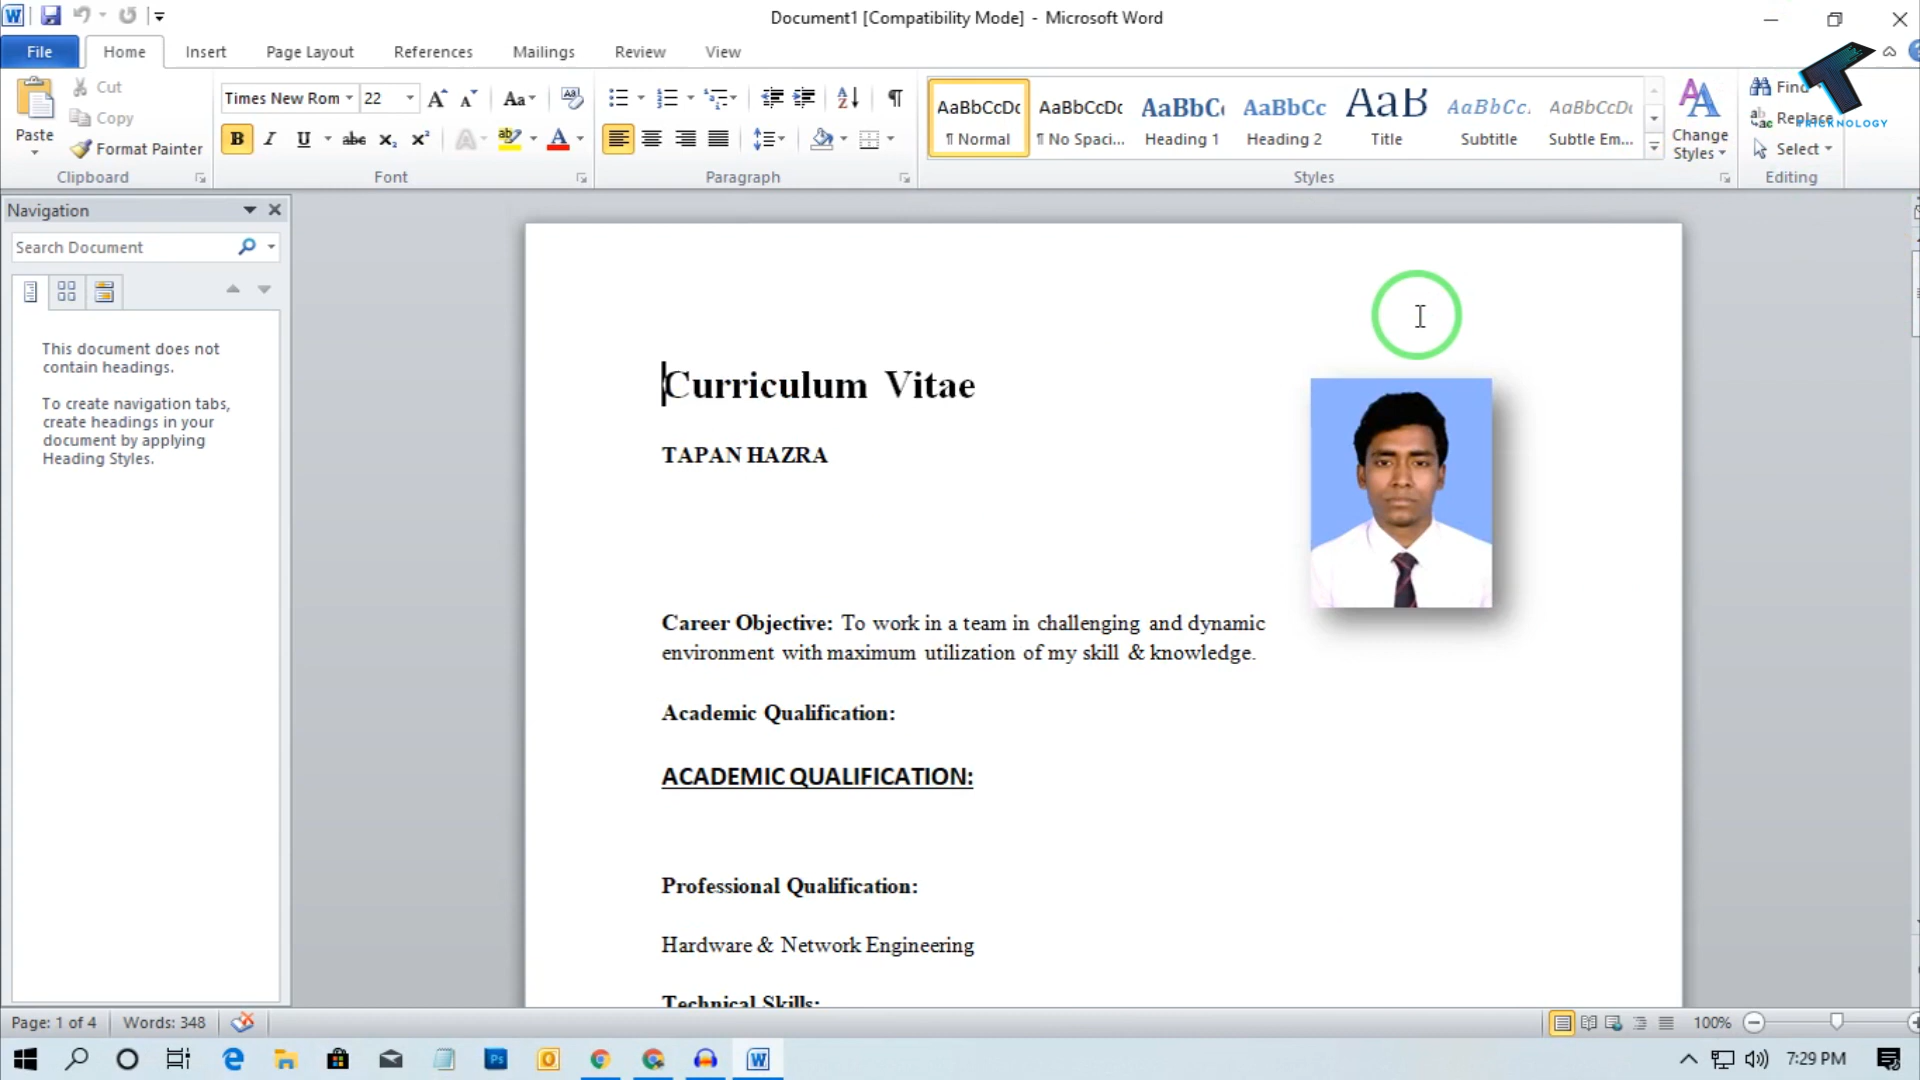 Document1 [Compatibility Mode] - Microsoft Word
File Home Insert Page Layout References Mailings Review View
Paste
Cut
Copy
Format Painter
Clipboard
Times New Rom 22
Font
Paragraph
AaBbCcDc AaBbCcDc AaBbC AaBbCc AaB AaBbCc. AaBbCcDc
¶ Normal ¶ No Spaci... Heading 1 Heading 2 Title Subtitle Subtle Em...
Styles
Change
Styles
Find
Replace
Select
Editing
TRICKNOLOGY
Navigation
Search Document
This document does not
contain headings.
To create navigation tabs,
create headings in your
document by applying
Heading Styles.
Curriculum Vitae
TAPAN HAZRA
Career Objective: To work in a team in challenging and dynamic
environment with maximum utilization of my skill & knowledge.
Academic Qualification:
ACADEMIC QUALIFICATION:
Professional Qualification:
Hardware & Network Engineering
Technical Skills:
Page: 1 of 4 Words: 348
100%
7:29 PM